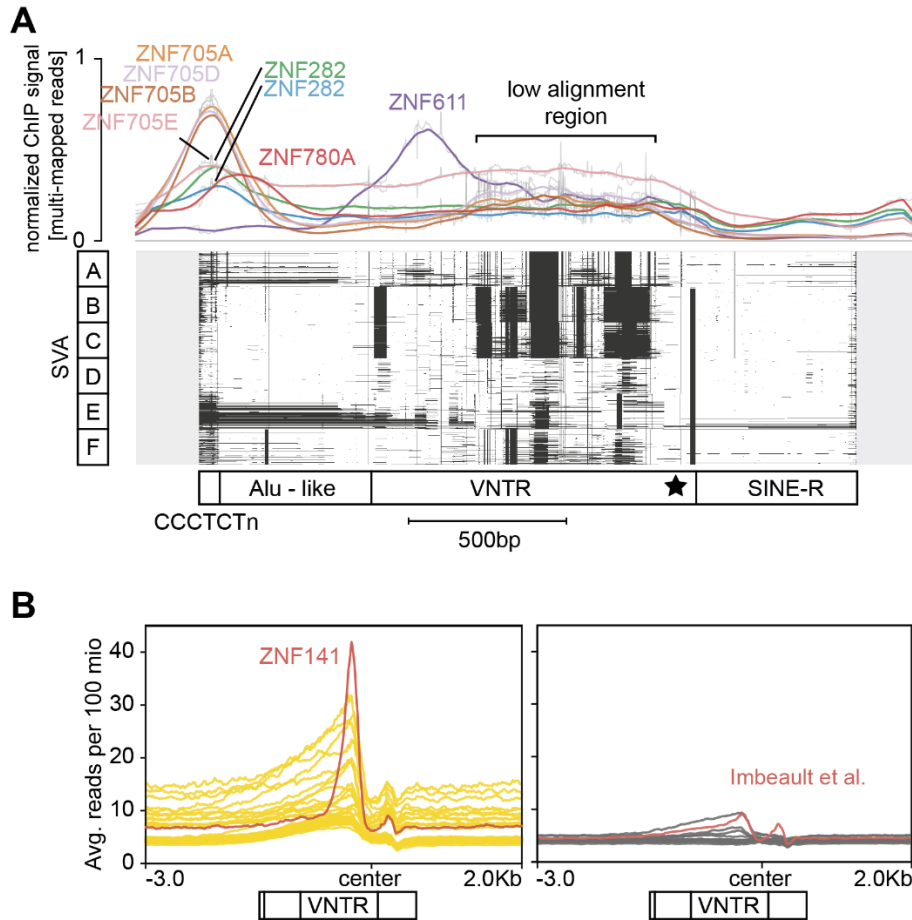 A
normalized ChIP signal
[multi-mapped reads]
1
0
ZNF705A
ZNF705D
ZNF705B
ZNF705E
ZNF282
ZNF282
ZNF780A
ZNF611
low alignment
region
SVA
A
B
C
D
E
F
Alu - like
VNTR
★
SINE-R
CCCTCTn
500bp
B
Avg. reads per 100 mio
40
30
20
10
0
ZNF141
-3.0
center
2.0Kb
VNTR
Imbeault et al.
-3.0
center
2.0Kb
VNTR